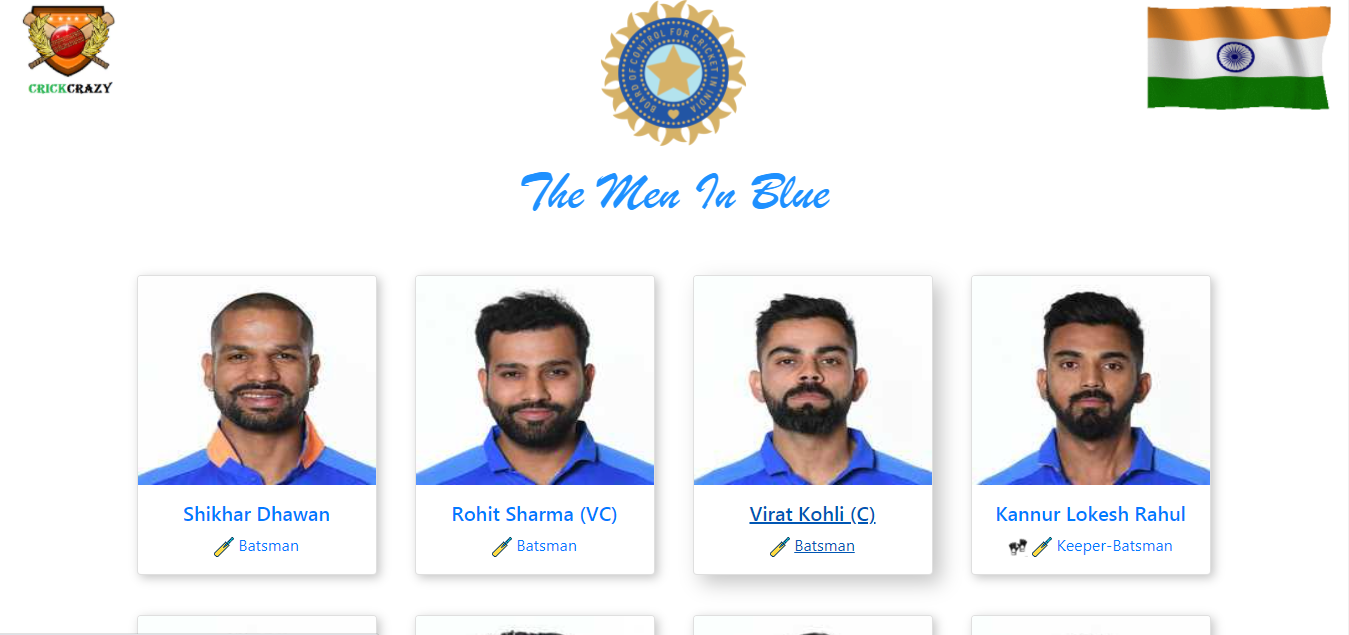 CRICKCRAZY
BOARD OF CONTROL FOR CRICKET IN INDIA
The Men In Blue
Shikhar Dhawan
Batsman
Rohit Sharma (VC)
Batsman
Virat Kohli (C)
Batsman
Kannur Lokesh Rahul
Keeper-Batsman